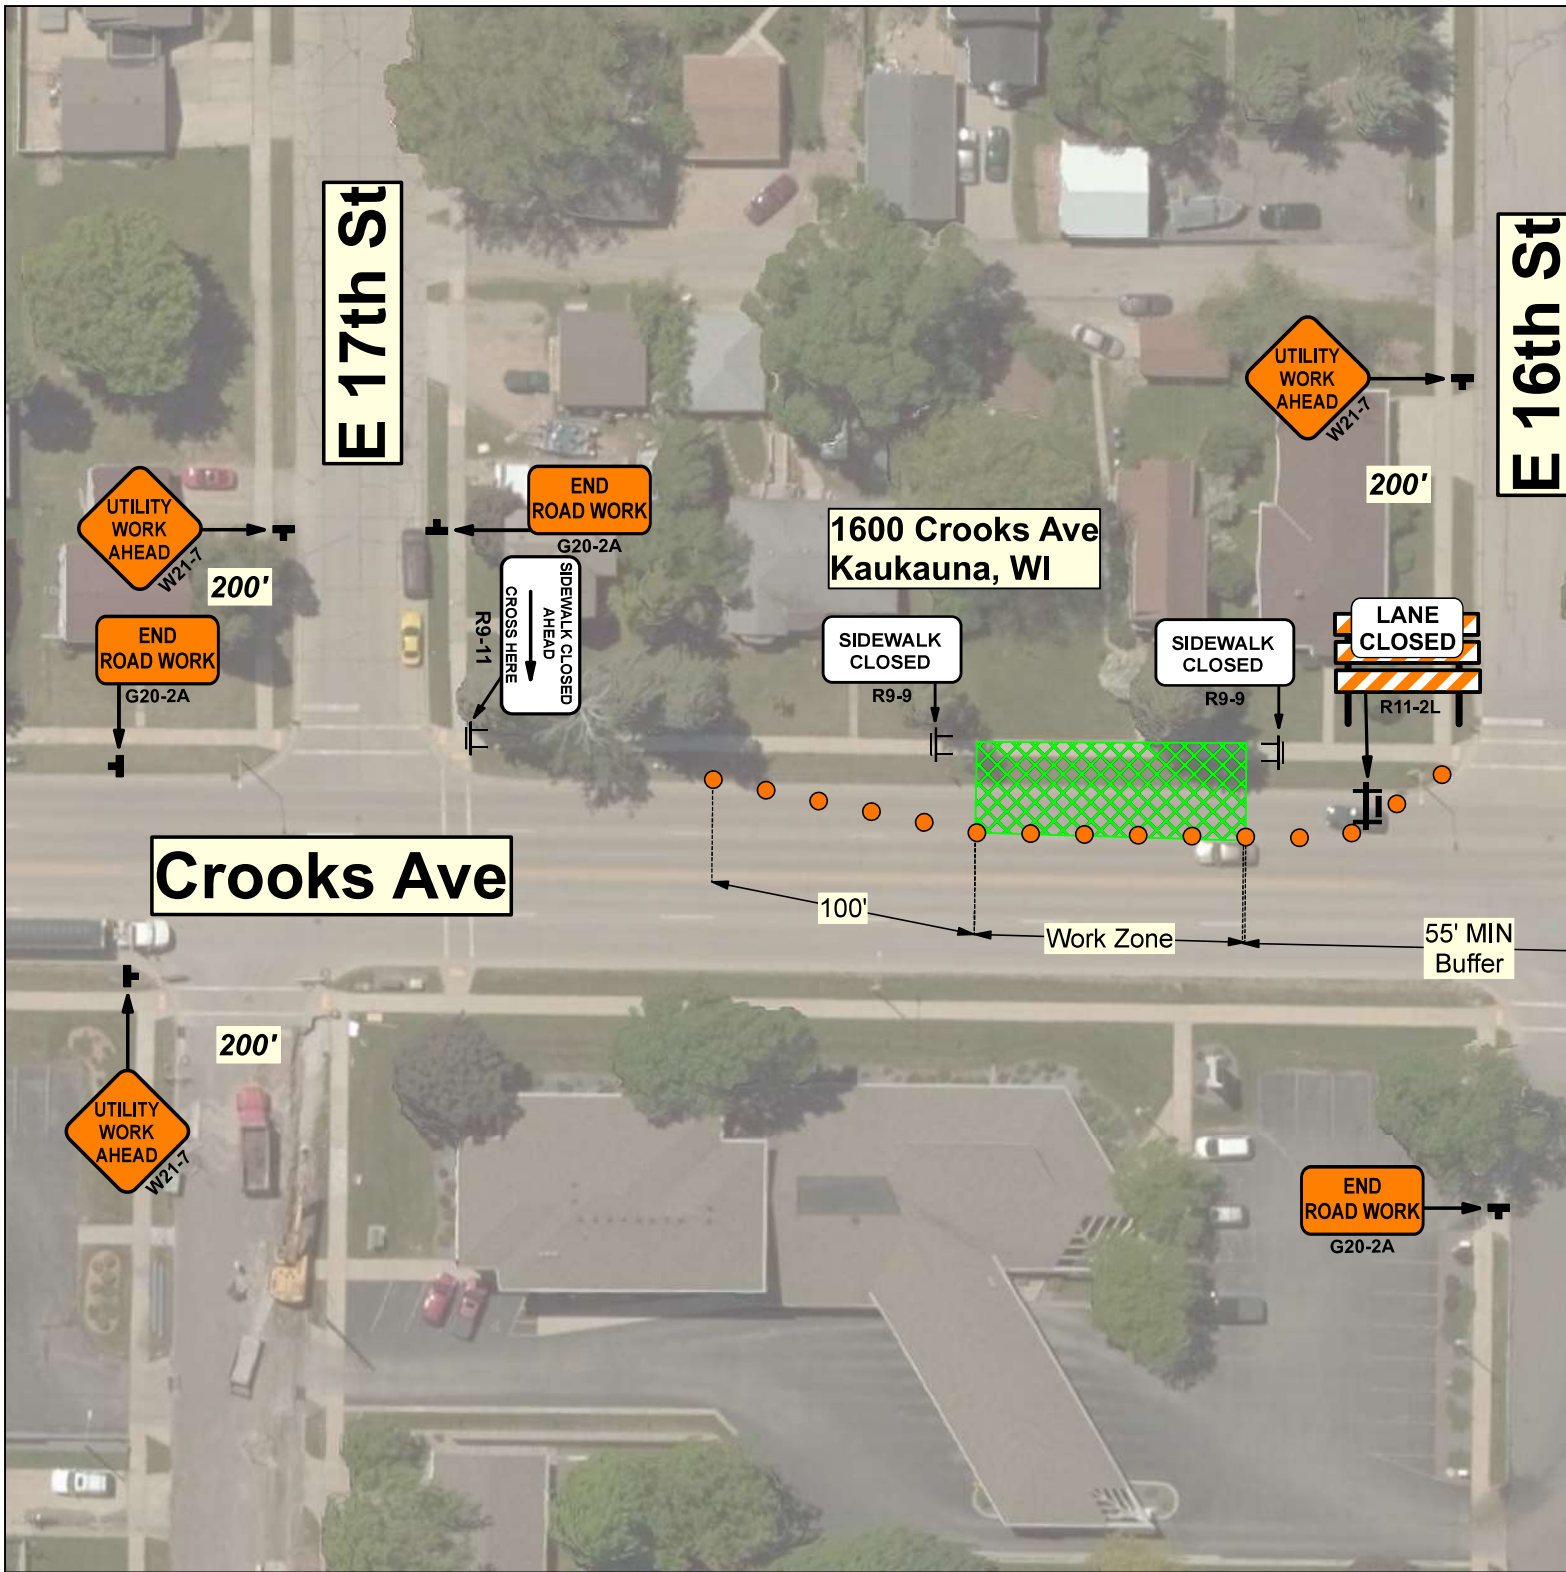 E 17th St
E 16th St
UTILITY
WORK
AHEAD
W21-7
200'
UTILITY
WORK
AHEAD
W21-7
200'
END
ROAD WORK
G20-2A
END
ROAD WORK
G20-2A
SIDEWALK CLOSED
AHEAD
CROSS HERE
R9-11
1600 Crooks Ave
Kaukauna, WI
SIDEWALK
CLOSED
R9-9
SIDEWALK
CLOSED
R9-9
LANE
CLOSED
R11-2L
Crooks Ave
100'
Work Zone
55' MIN
Buffer
200'
UTILITY
WORK
AHEAD
W21-7
END
ROAD WORK
G20-2A